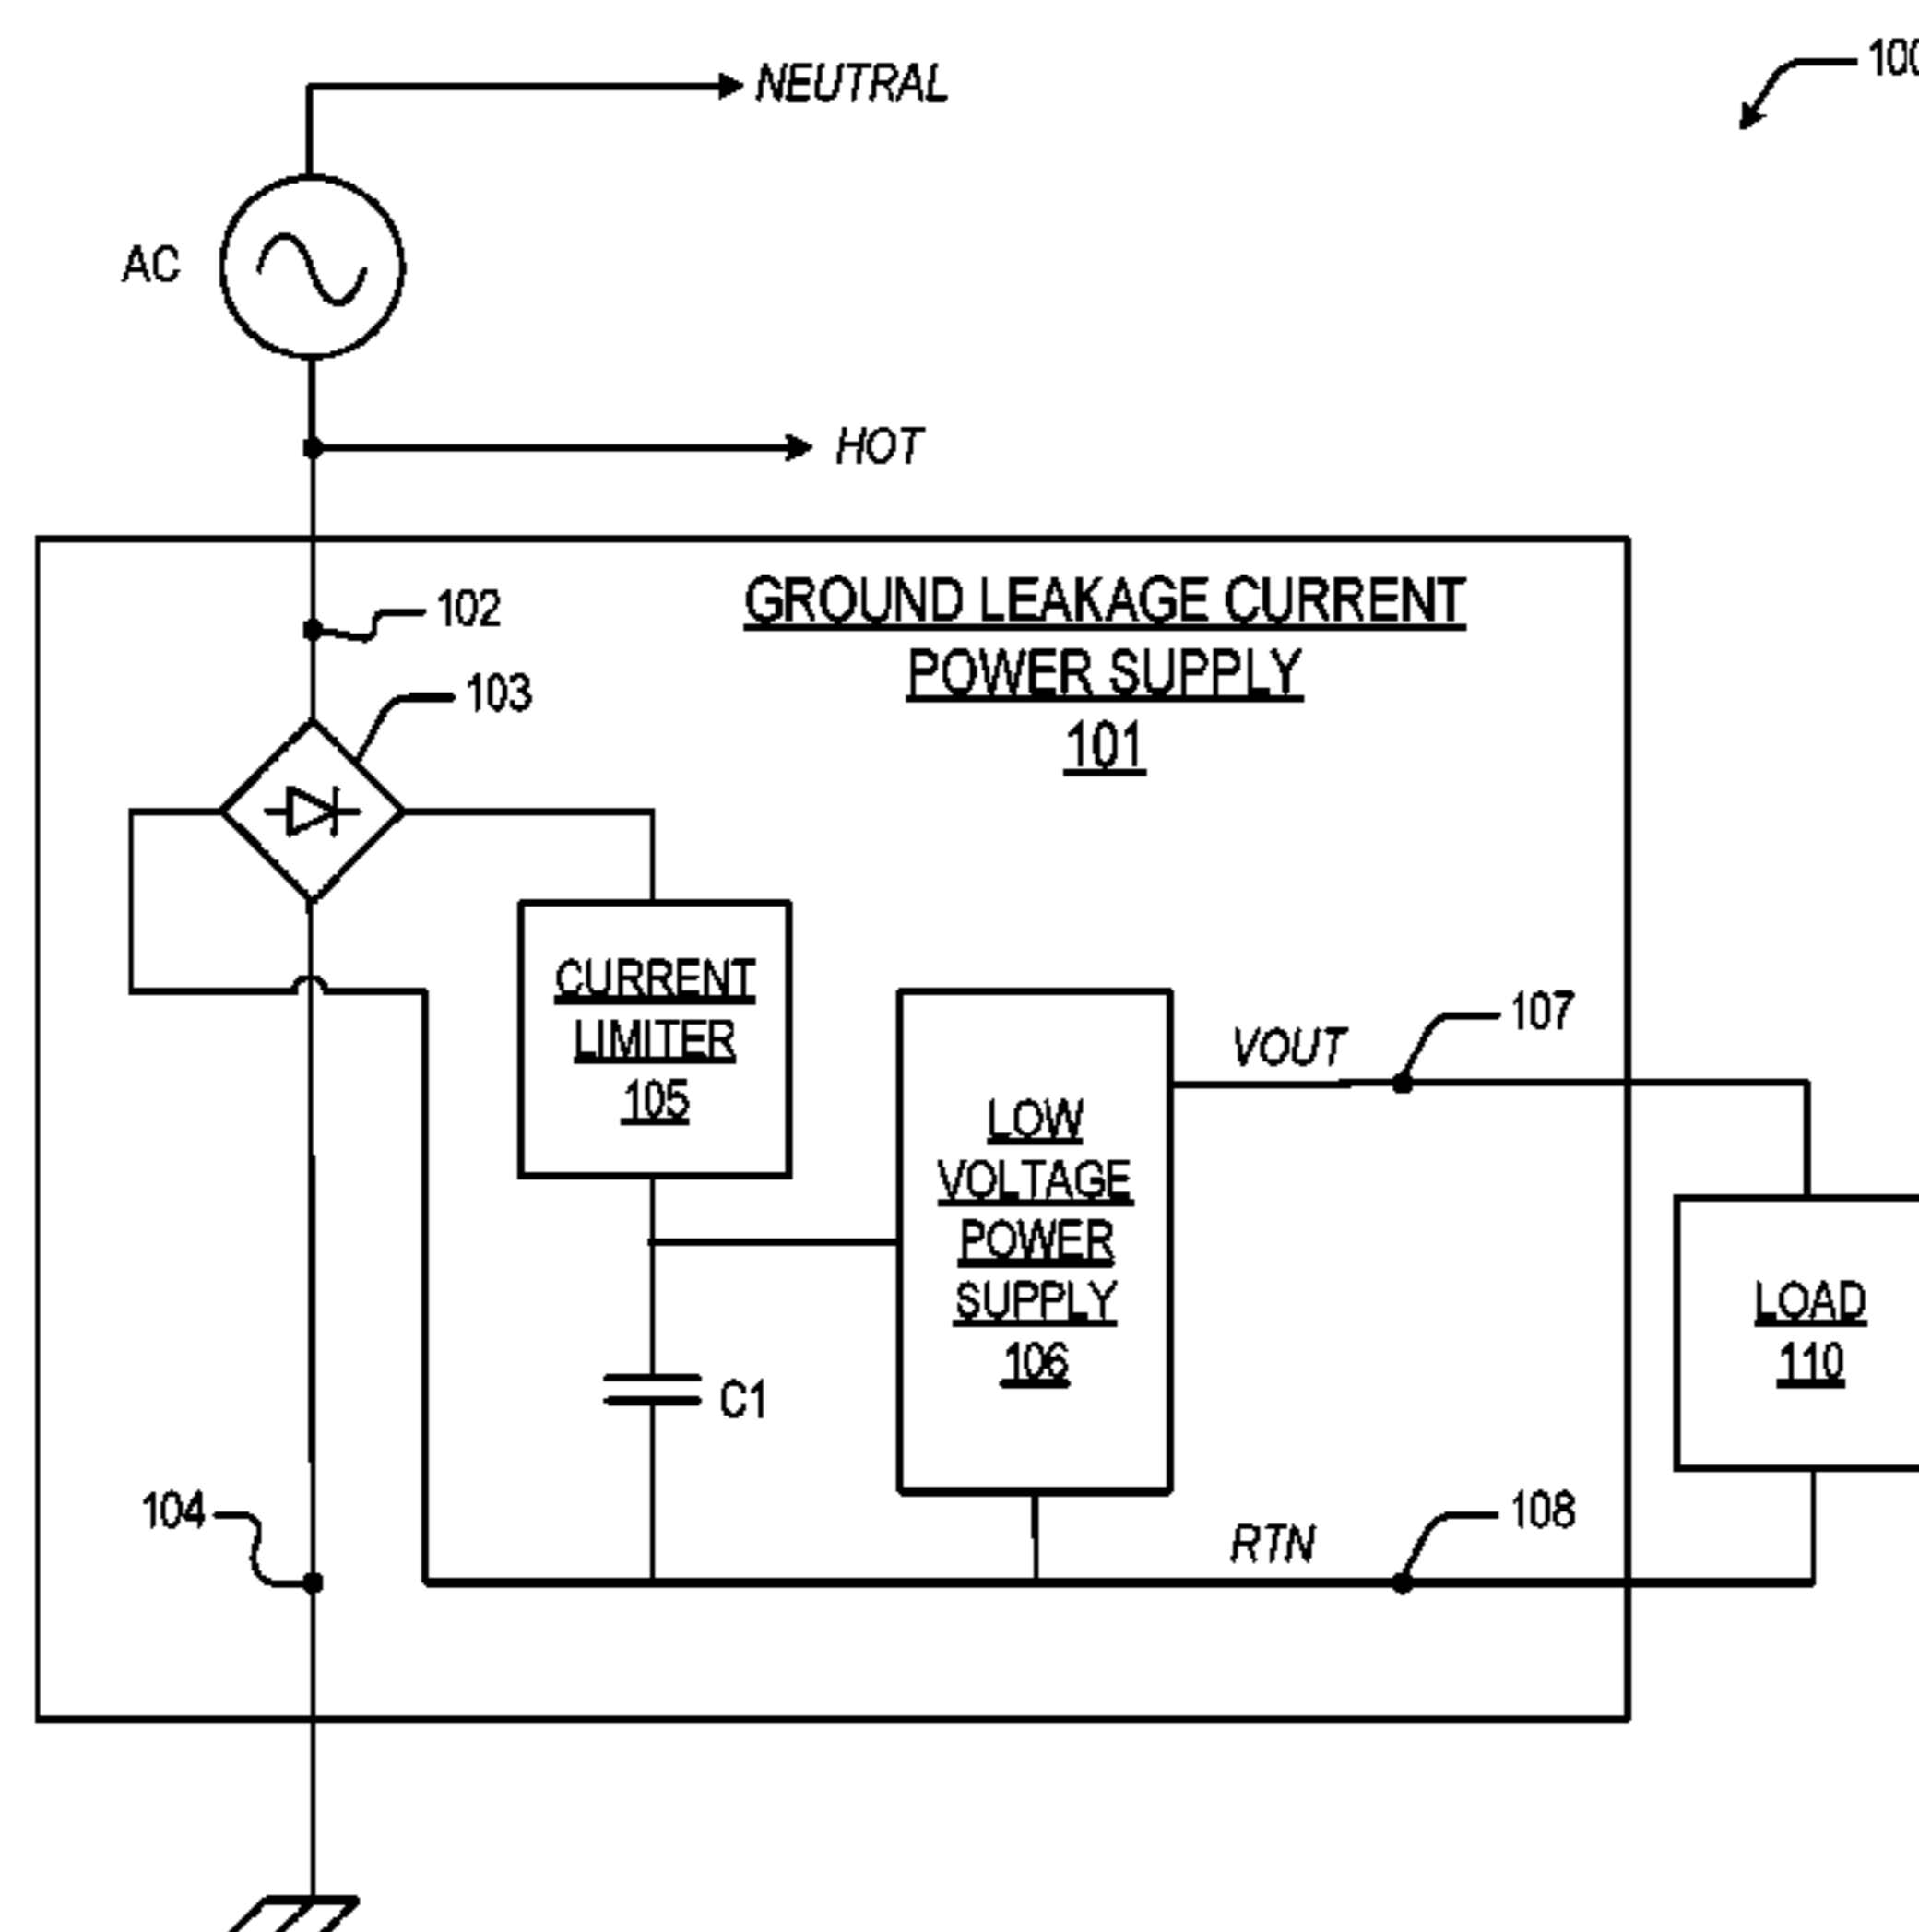 NEUTRAL
100
AC
HOT
GROUND LEAKAGE CURRENT
POWER SUPPLY
101
102
103
CURRENT
LIMITER
105
LOW
VOLTAGE
POWER
SUPPLY
106
VOUT
107
LOAD
110
C1
104
RTN
108